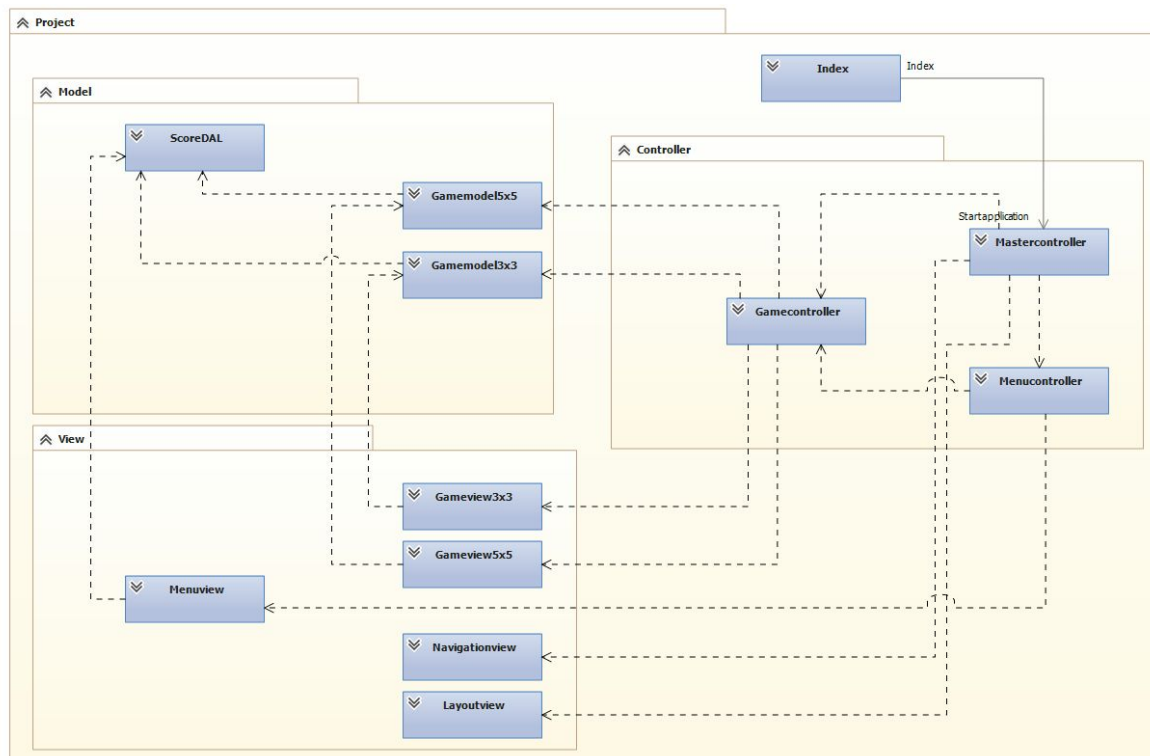 Project
Index
Index
Model
ScoreDAL
Controller
Gamemodel5x5
Startapplication
Mastercontroller
Gamemodel3x3
Gamecontroller
Menucontroller
View
Gameview3x3
Gameview5x5
Menuview
Navigationview
Layoutview